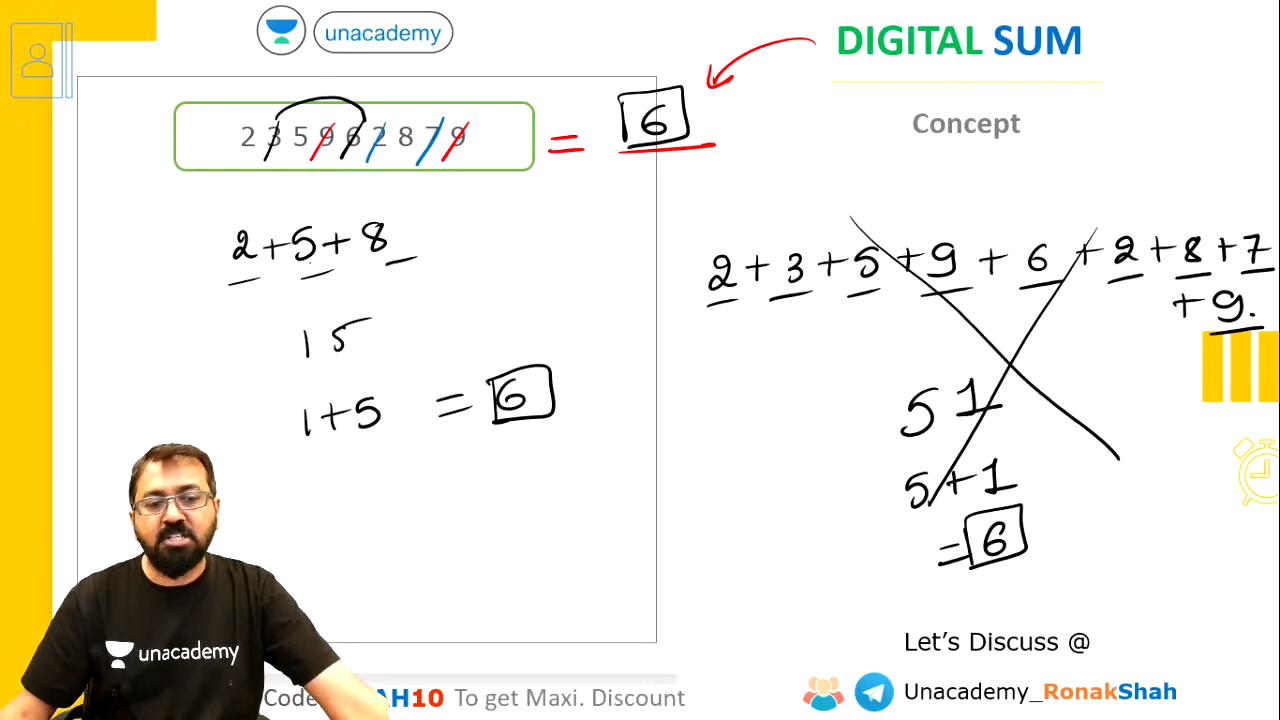 unacademy
DIGITAL SUM
Concept
2 3 5 9 6 2 8 7 9 = 6
2+5+8
15
1+5 = 6
2+3+5+9+6+2+8+7
+9.
51
5+1
=6
unacademy
Let's Discuss @
Unacademy_RonakShah
AH10 To get Maxi. Discount